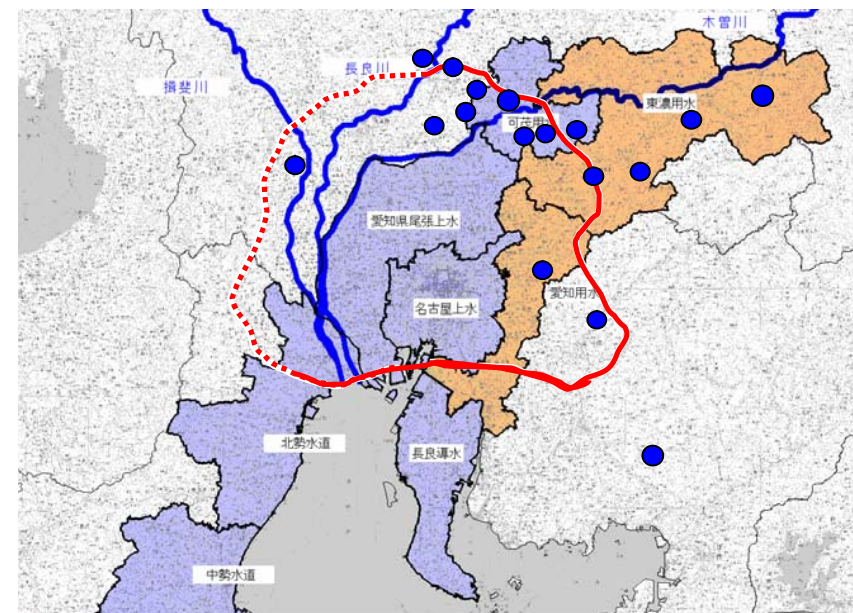 木曽川
長良川
揖斐川
東濃用水
可茂用水
愛知県尾張上水
愛知用水
名古屋上水
北勢水道
長良導水
中勢水道